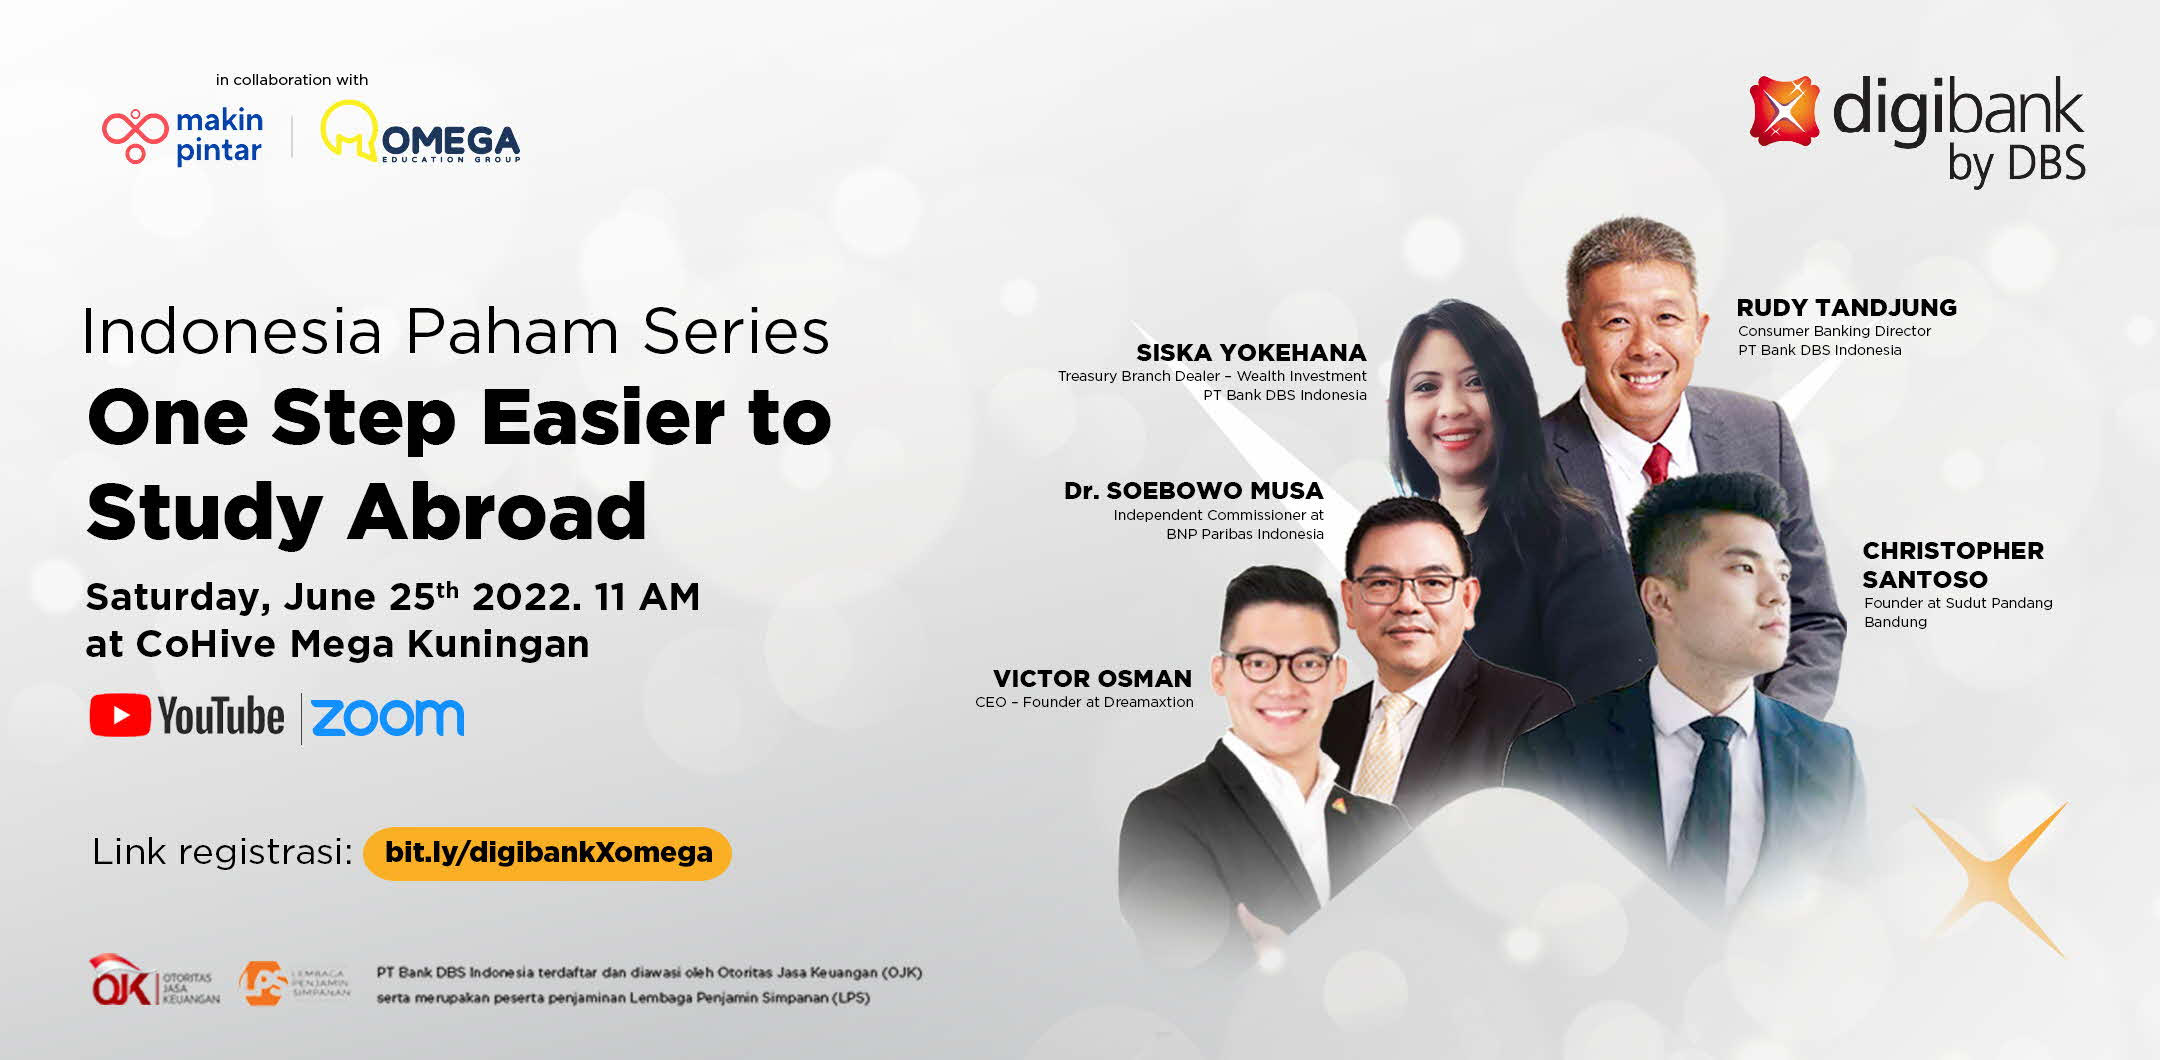 in collaboration with
makin
pintar
OMEGA
EDUCATION GROUP
digibank
by DBS
Indonesia Paham Series
One Step Easier to
Study Abroad
Saturday, June 25th 2022. 11 AM
at CoHive Mega Kuningan
YouTube
zoom
Link registrasi: bit.ly/digibankXomega
RUDY TANDJUNG
Consumer Banking Director
PT Bank DBS Indonesia
SISKA YOKEHANA
Treasury Branch Dealer – Wealth Investment
PT Bank DBS Indonesia
Dr. SOEBOWO MUSA
Independent Commissioner at
BNP Paribas Indonesia
CHRISTOPHER
SANTOSO
Founder at Sudut Pandang
Bandung
VICTOR OSMAN
CEO – Founder at Dreamaxtion
OJK
OTORITAS
JASA
KEUANGAN
LPS
LEMBAGA
PENJAMIN
SIMPANAN
PT Bank DBS Indonesia terdaftar dan diawasi oleh Otoritas Jasa Keuangan (OJK)
serta merupakan peserta penjaminan Lembaga Penjamin Simpanan (LPS)